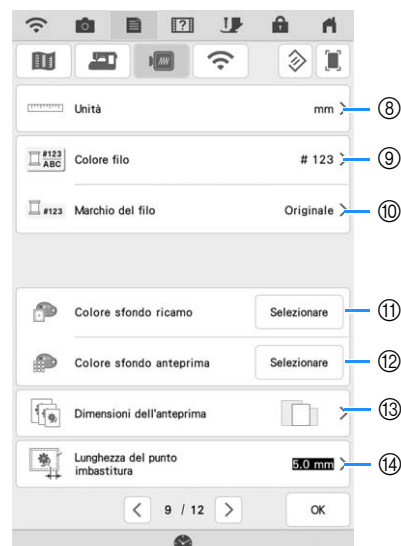 ?
Unità
mm
⑧
#123
ABC
Colore filo
# 123
⑨
#123
Marchio del filo
Originale
⑩
Colore sfondo ricamo
Selezionare
⑪
Colore sfondo anteprima
Selezionare
⑫
Dimensioni dell'anteprima
⑬
Lunghezza del punto
imbastitura
5.0 mm
⑭
9 / 12
OK